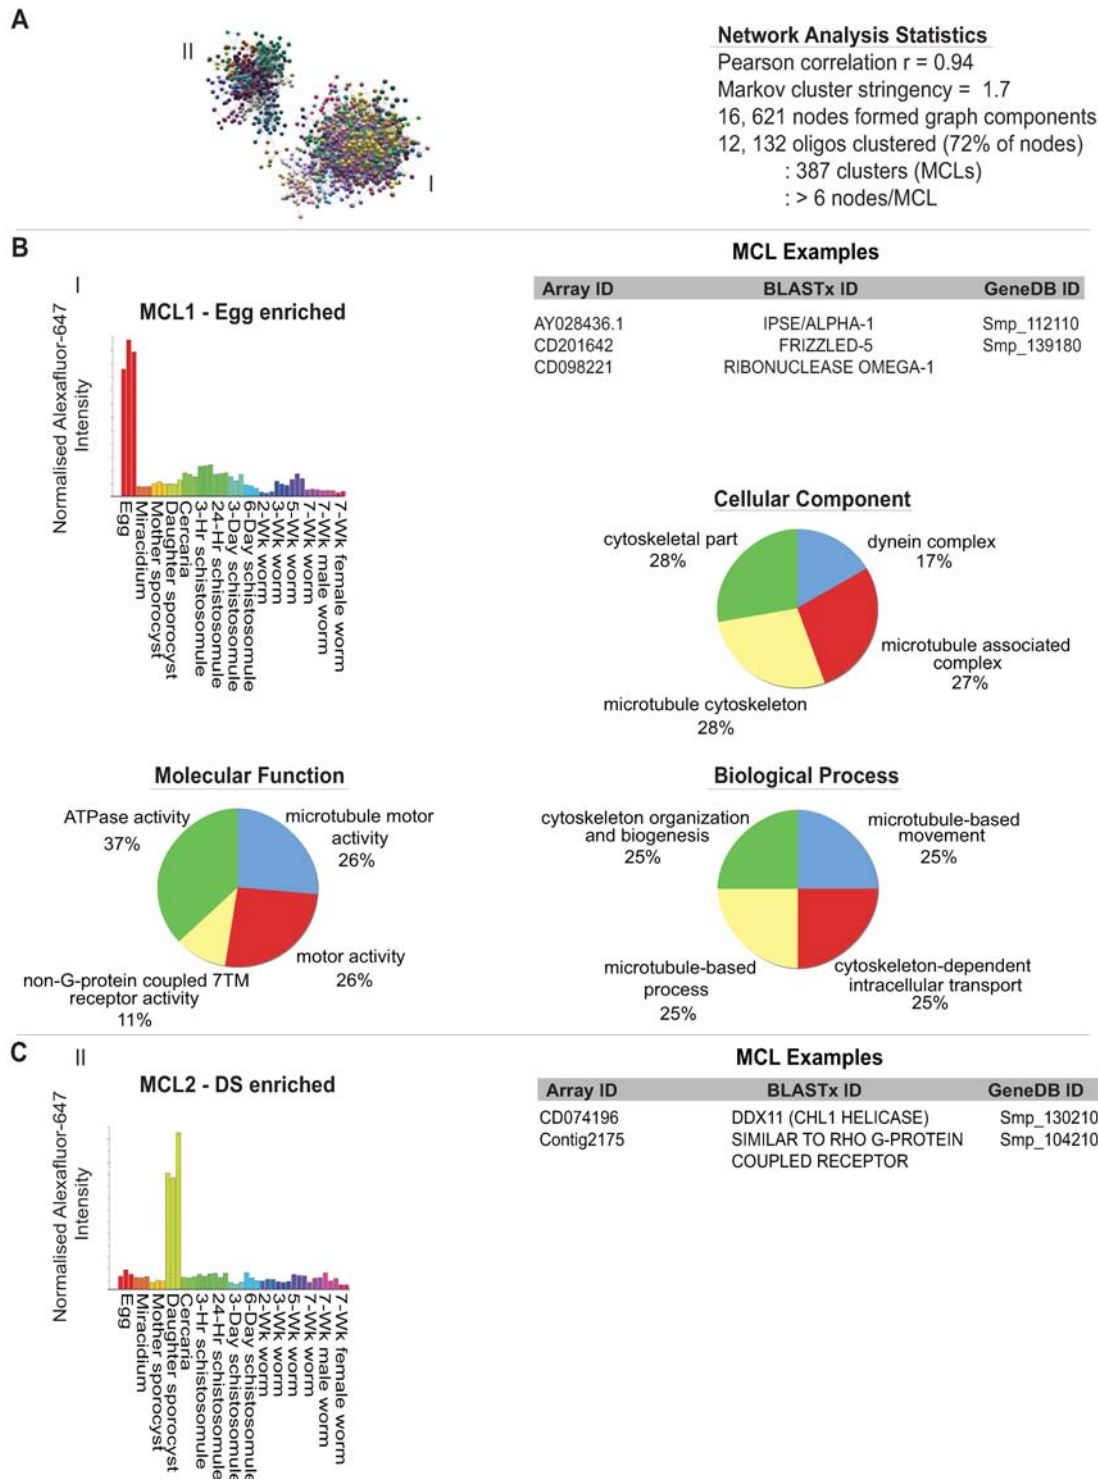 A
II
I
Network Analysis Statistics
Pearson correlation r = 0.94
Markov cluster stringency = 1.7
16, 621 nodes formed graph components
12, 132 oligos clustered (72% of nodes)
: 387 clusters (MCLs)
: > 6 nodes/MCL
B
I
MCL1 - Egg enriched
Normalised Alexafluor-647
Intensity
Egg
Miracidium
Mother sporocyst
Daughter sporocyst
Cercaria
3-Hr schistosomule
24-Hr schistosomule
3-Day schistosomule
6-Day schistosomule
2-Wk worm
3-Wk worm
5-Wk worm
7-Wk worm
7-Wk male worm
7-Wk female worm
MCL Examples
Array ID BLASTx ID GeneDB ID
AY028436.1 IPSE/ALPHA-1 Smp_112110
CD201642 FRIZZLED-5 Smp_139180
CD098221 RIBONUCLEASE OMEGA-1
Cellular Component
cytoskeletal part
28%
dynein complex
17%
microtubule associated
complex
27%
microtubule cytoskeleton
28%
Molecular Function
ATPase activity
37%
microtubule motor
activity
26%
motor activity
26%
non-G-protein coupled 7TM
receptor activity
11%
Biological Process
cytoskeleton organization
and biogenesis
25%
microtubule-based
movement
25%
microtubule-based
process
25%
cytoskeleton-dependent
intracellular transport
25%
C
II
MCL2 - DS enriched
Normalised Alexafluor-647
Intensity
Egg
Miracidium
Mother sporocyst
Daughter sporocyst
Cercaria
3-Hr schistosomule
24-Hr schistosomule
3-Day schistosomule
6-Day schistosomule
2-Wk worm
3-Wk worm
5-Wk worm
7-Wk worm
7-Wk male worm
7-Wk female worm
MCL Examples
Array ID BLASTx ID GeneDB ID
CD074196 DDX11 (CHL1 HELICASE) Smp_130210
Contig2175 SIMILAR TO RHO G-PROTEIN Smp_104210
COUPLED RECEPTOR